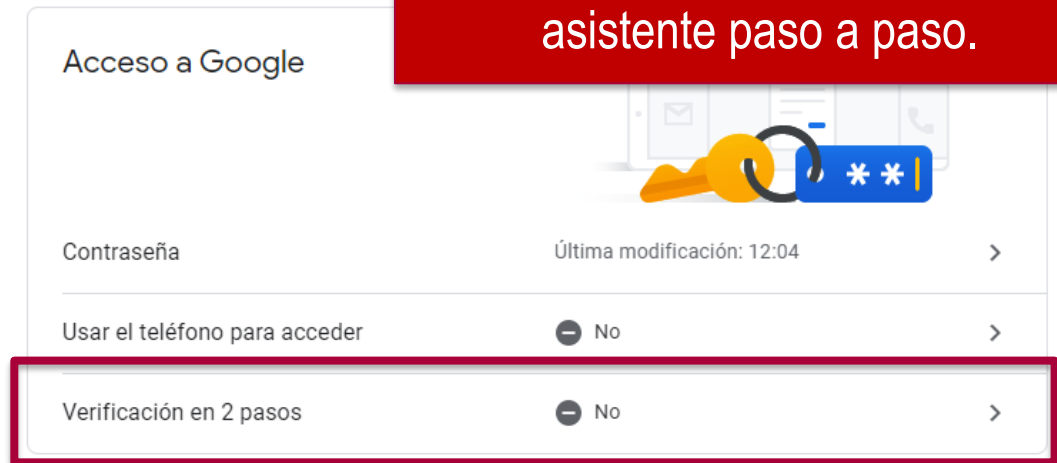 asistente paso a paso.
Acceso a Google
**
Contraseña Última modificación: 12:04
Usar el teléfono para acceder No
Verificación en 2 pasos No